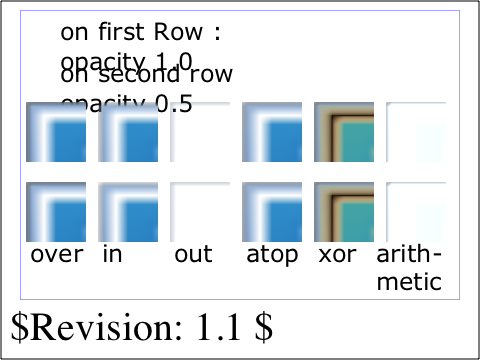 on first Row :
opacity 1.0
on second row
opacity 0.5
over in out atop xor arith-
metic
$Revision: 1.1 $